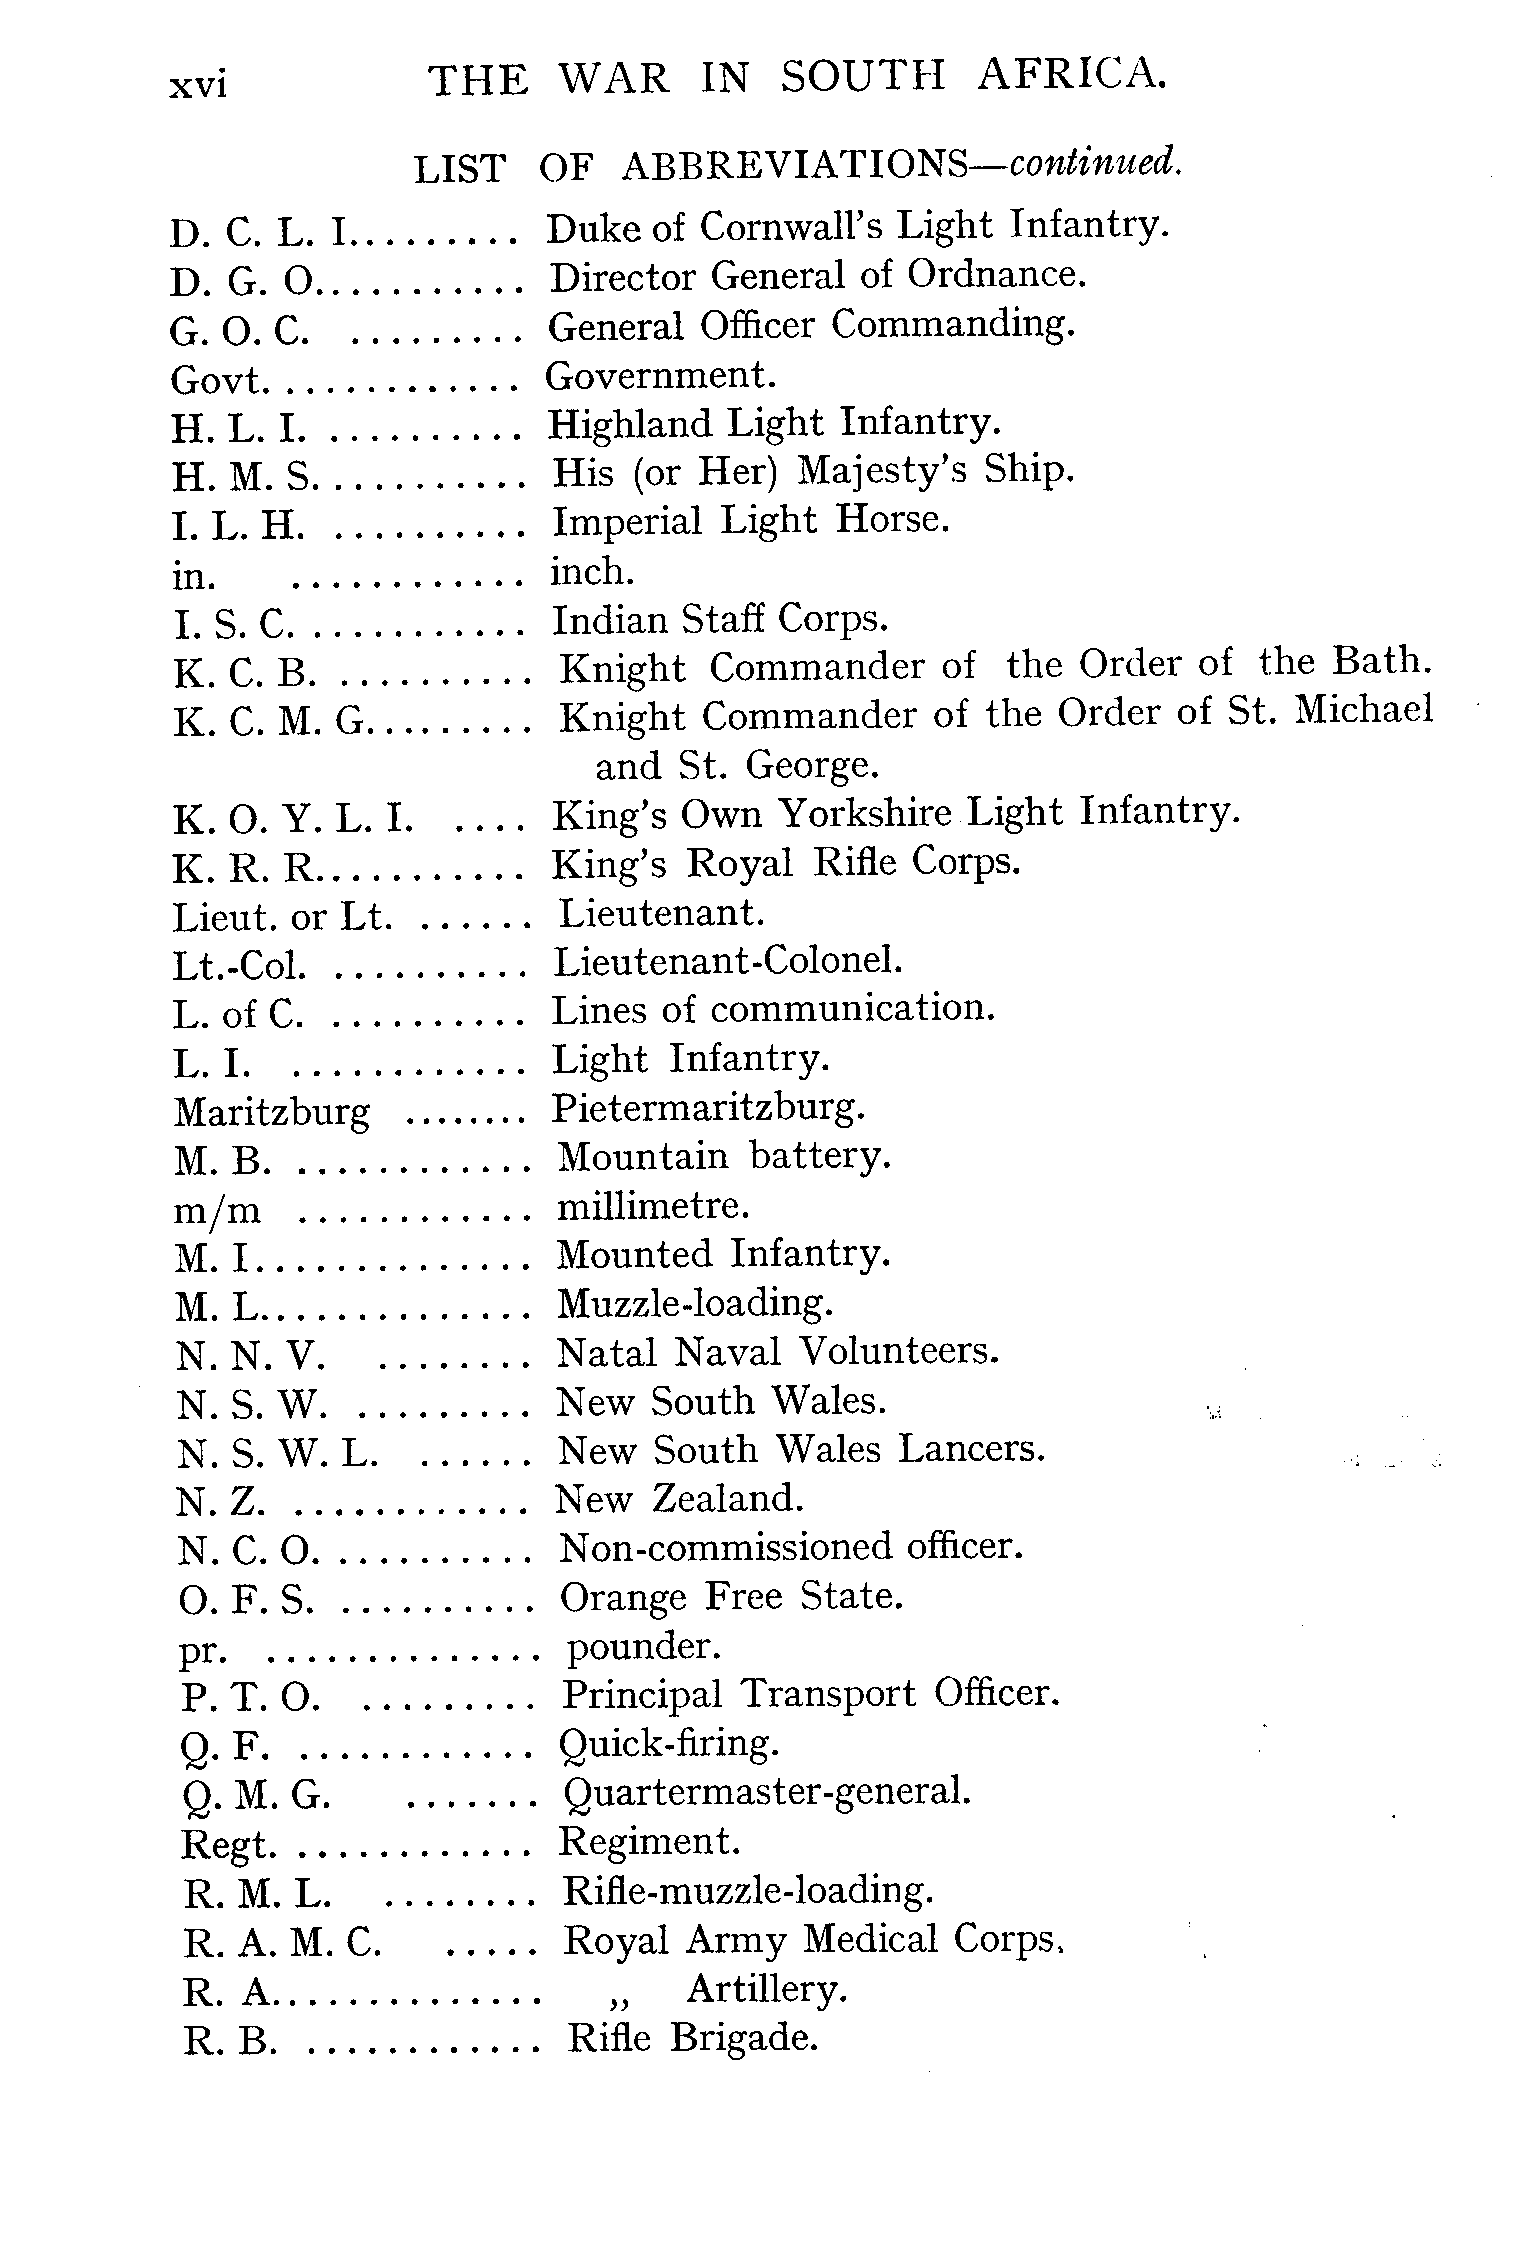 xvi THE WAR IN SOUTH AFRICA.
LIST OF ABBREVIATIONS—continued.
D. C. L. I......... Duke of Cornwall's Light Infantry.
D. G. O........... Director General of Ordnance.
G. O. C. ......... General Officer Commanding.
Govt. ............ Government.
H. L. I. .......... Highland Light Infantry.
H. M. S. .......... His (or Her) Majesty's Ship.
I. L. H. .......... Imperial Light Horse.
in. ............ inch.
I. S. C. ........... Indian Staff Corps.
K. C. B. .......... Knight Commander of the Order of the Bath.
K. C. M. G......... Knight Commander of the Order of St. Michael
and St. George.
K. O. Y. L. I. .... King's Own Yorkshire Light Infantry.
K. R. R........... King's Royal Rifle Corps.
Lieut. or Lt. ...... Lieutenant.
Lt.-Col. .......... Lieutenant-Colonel.
L. of C. .......... Lines of communication.
L. I. ............ Light Infantry.
Maritzburg ........ Pietermaritzburg.
M. B. ............ Mountain battery.
m/m ............ millimetre.
M. I.............. Mounted Infantry.
M. L.............. Muzzle-loading.
N. N. V. ........ Natal Naval Volunteers.
N. S. W. ......... New South Wales.
N. S. W. L. ...... New South Wales Lancers.
N. Z. ............ New Zealand.
N. C. O. .......... Non-commissioned officer.
O. F. S. .......... Orange Free State.
pr. .............. pounder.
P. T. O. ......... Principal Transport Officer.
Q. F. ............ Quick-firing.
Q. M. G. ....... Quartermaster-general.
Regt. ............ Regiment.
R. M. L. ........ Rifle-muzzle-loading.
R. A. M. C. ..... Royal Army Medical Corps.
R. A.............. ,, Artillery.
R. B. ............ Rifle Brigade.